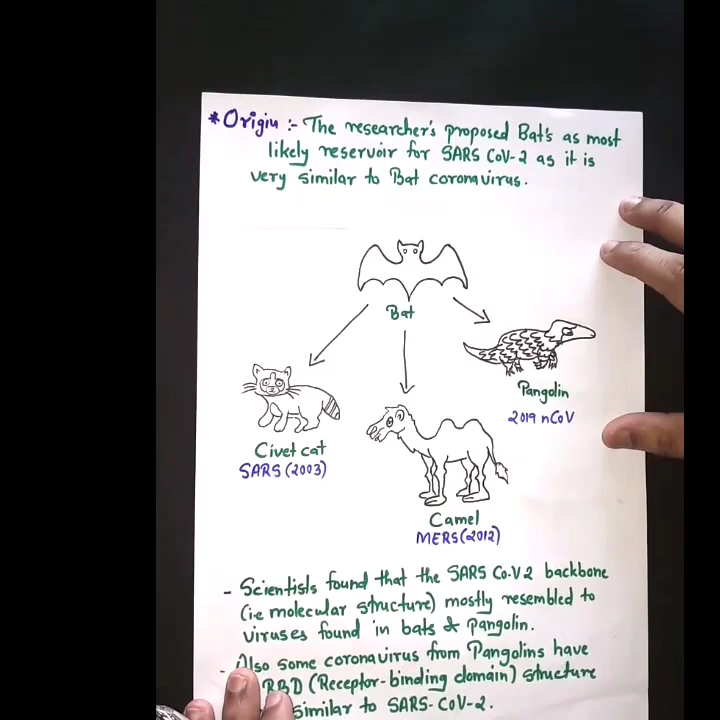 *Origin :- The researcher's proposed Bat's as most
likely reservoir for SARS CoV-2 as it is
very similar to Bat coronavirus.
Bat
Pangolin
2019 nCoV
Civet cat
SARS (2003)
Camel
MERS (2012)
- Scientists found that the SARS Co-V2 backbone
(i.e molecular structure) mostly resembled to
viruses found in bats & Pangolin.
- Also some coronavirus from Pangolins have
RBD (Receptor-binding domain) structure
similar to SARS-CoV-2.